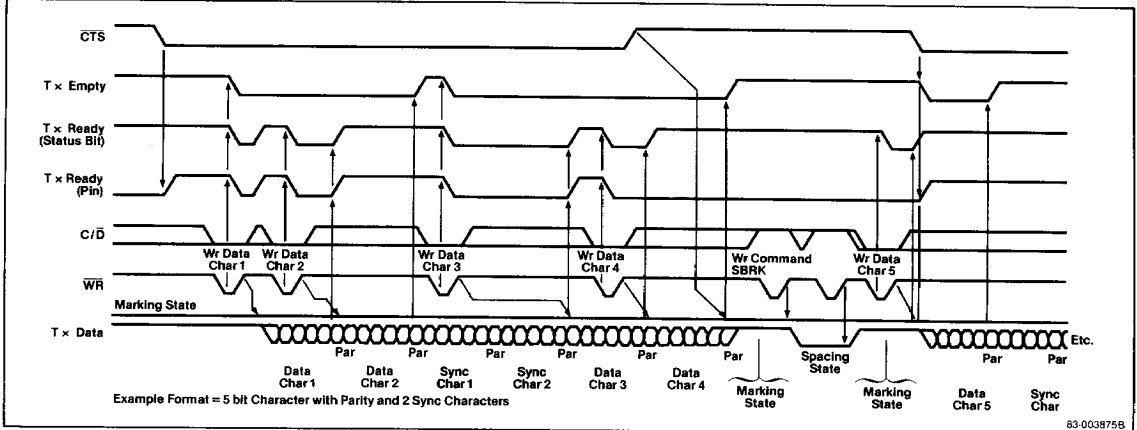 CTS
T × Empty
T × Ready
(Status Bit)
T × Ready
(Pin)
C/D
Wr Data
Char 1
Wr Data
Char 2
Wr Data
Char 3
Wr Data
Char 4
Wr Command
SBRK
Wr Data
Char 5
WR
Marking State
T × Data
Etc.
Par Par Par Par Par Par Par Par
Data
Char 1
Data
Char 2
Sync
Char 1
Sync
Char 2
Data
Char 3
Data
Char 4
Marking
State
Spacing
State
Marking
State
Data
Char 5
Sync
Char
Example Format = 5 bit Character with Parity and 2 Sync Characters
83-003875B